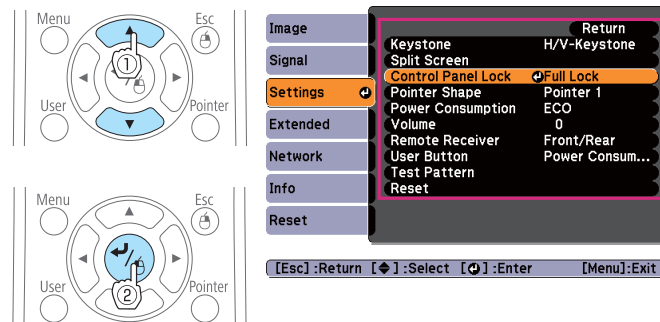 Menu
Esc
①
User
Pointer
Menu
Esc
User
②
Pointer
Image
Signal
Settings
Extended
Network
Info
Reset
Return
Keystone H/V-Keystone
Split Screen
Control Panel Lock Full Lock
Pointer Shape Pointer 1
Power Consumption ECO
Volume 0
Remote Receiver Front/Rear
User Button Power Consum...
Test Pattern
Reset
[Esc] :Return [◆] :Select [⏎] :Enter [Menu]:Exit